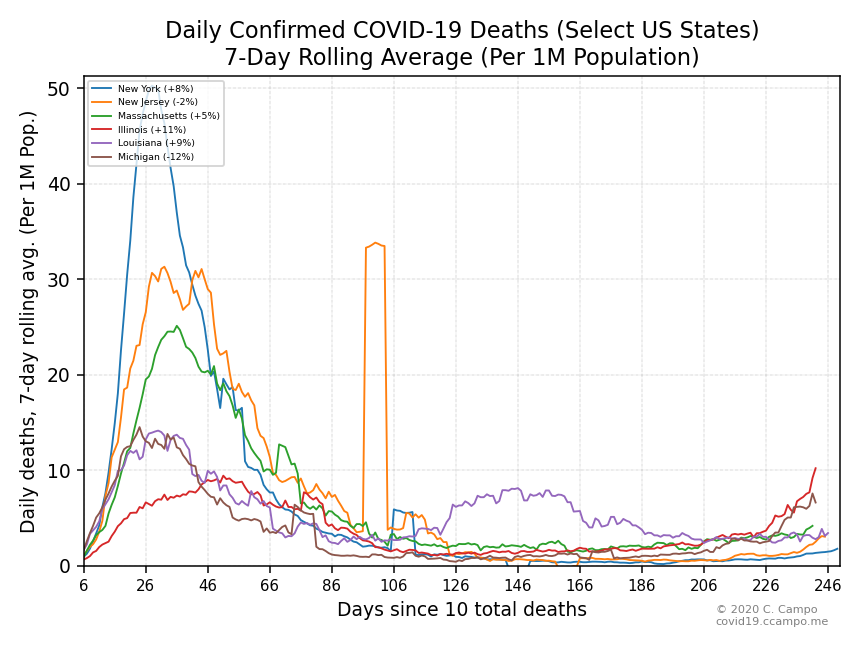 Daily Confirmed COVID-19 Deaths (Select US States)
7-Day Rolling Average (Per 1M Population)
Daily deaths, 7-day rolling avg. (Per 1M Pop.)
50
40
30
20
10
0
New York (+8%)
New Jersey (-2%)
Massachusetts (+5%)
Illinois (+11%)
Louisiana (+9%)
Michigan (-12%)
6 26 46 66 86 106 126 146 166 186 206 226 246
Days since 10 total deaths
© 2020 C. Campo
covid19.ccampo.me